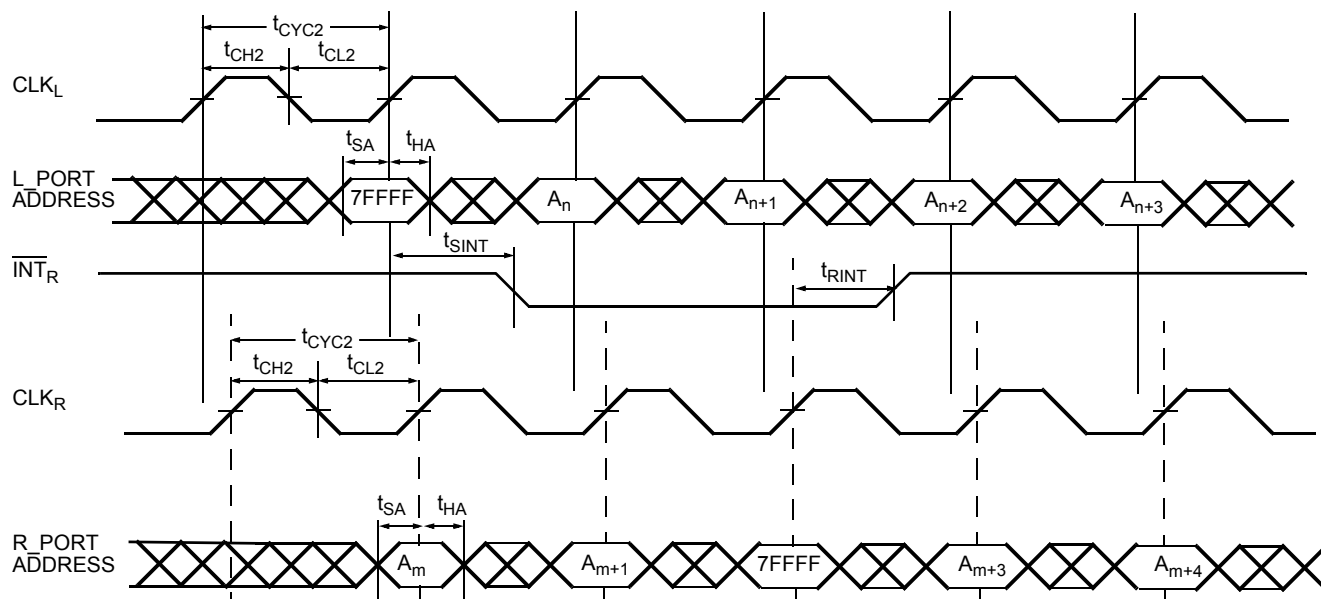 tCYC2
tCH2 tCL2
CLKL
tSA tHA
L_PORT
ADDRESS
7FFFF An An+1 An+2 An+3
tSINT
INTR
tRINT
tCYC2
tCH2 tCL2
CLKR
tSA tHA
R_PORT
ADDRESS
Am Am+1 7FFFF Am+3 Am+4